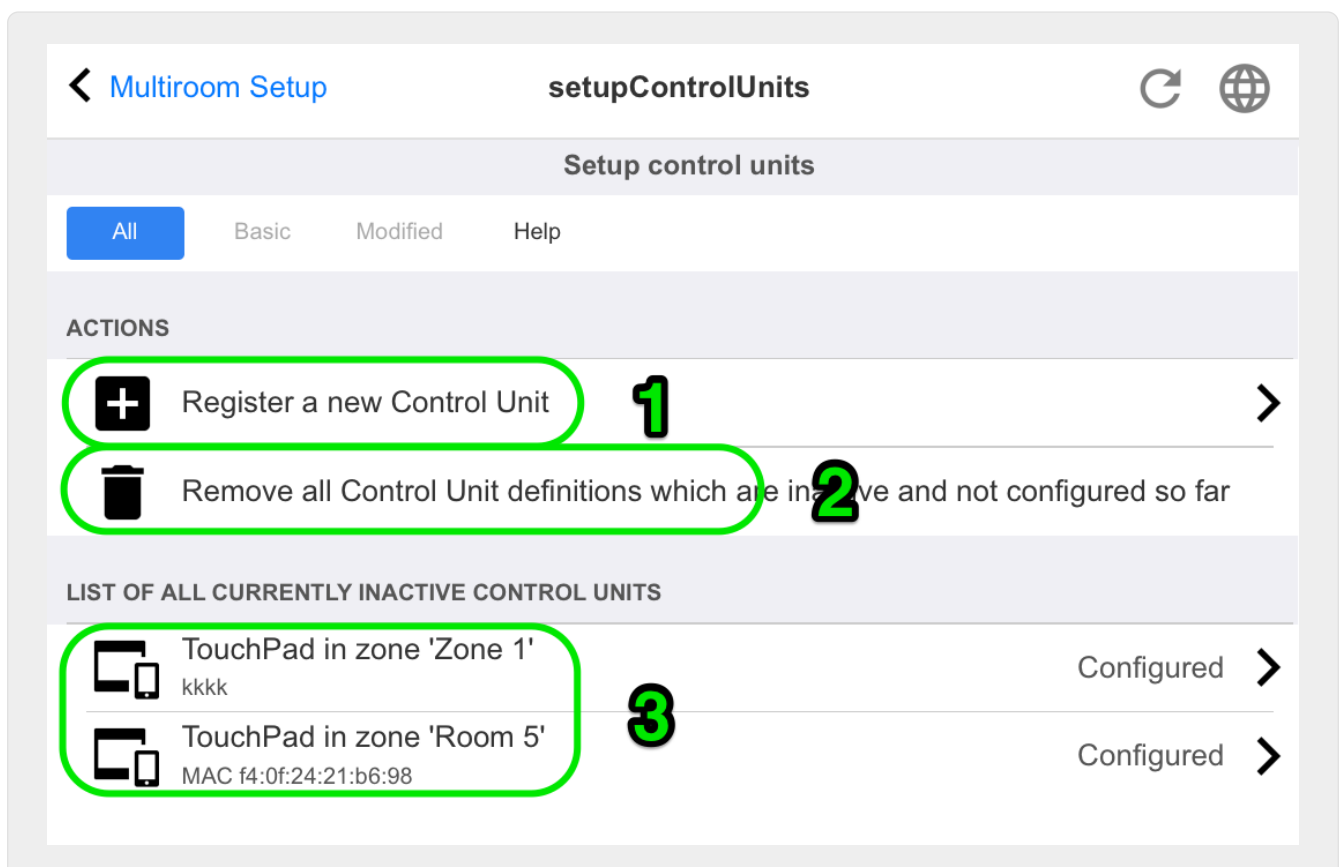 Multiroom Setup setupControlUnits
Setup control units
All Basic Modified Help
ACTIONS
Register a new Control Unit 1
Remove all Control Unit definitions which are inactive and not configured so far 2
LIST OF ALL CURRENTLY INACTIVE CONTROL UNITS
TouchPad in zone 'Zone 1' Configured
kkkk
3
TouchPad in zone 'Room 5' Configured
MAC f4:0f:24:21:b6:98